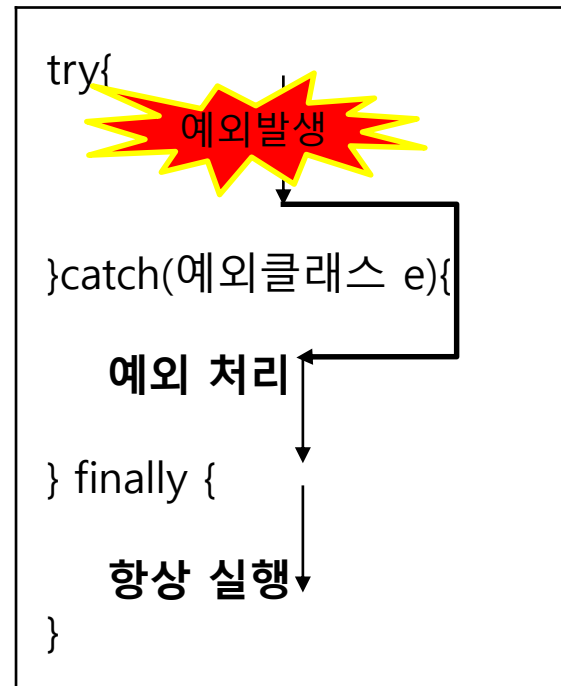 try{
예외발생
}catch(예외클래스 e){
예외 처리
} finally {
항상 실행
}